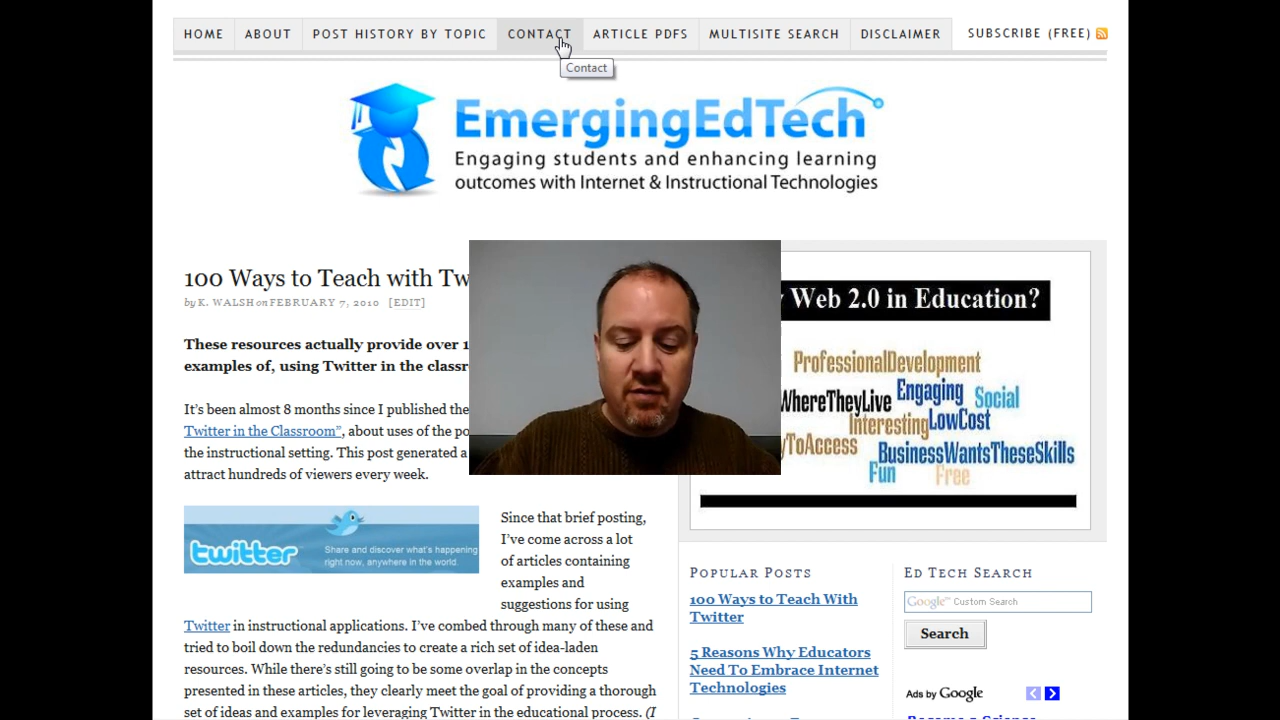 HOME ABOUT POST HISTORY BY TOPIC CONTACT ARTICLE PDFS MULTISITE SEARCH DISCLAIMER SUBSCRIBE (FREE)
Contact
EmergingEdTech
Engaging students and enhancing learning
outcomes with Internet & Instructional Technologies
100 Ways to Teach with Tw
by K. WALSH on FEBRUARY 7, 2010 [EDIT]
These resources actually provide over 1
examples of, using Twitter in the classr
It's been almost 8 months since I published the
Twitter in the Classroom", about uses of the po
the instructional setting. This post generated a
attract hundreds of viewers every week.
twitter
Share and discover what's happening
right now, anywhere in the world.
Since that brief posting,
I've come across a lot
of articles containing
examples and
suggestions for using
Twitter in instructional applications. I've combed through many of these and
tried to boil down the redundancies to create a rich set of idea-laden
resources. While there's still going to be some overlap in the concepts
presented in these articles, they clearly meet the goal of providing a thorough
set of ideas and examples for leveraging Twitter in the educational process. (I
y Web 2.0 in Education?
ProfessionalDevelopment
WhereTheyLive
Engaging
Social
Interesting
LowCost
yToAccess
BusinessWantsTheseSkills
Fun
Free
POPULAR POSTS
100 Ways to Teach With
Twitter
5 Reasons Why Educators
Need To Embrace Internet
Technologies
ED TECH SEARCH
Google™ Custom Search
Search
Ads by Google